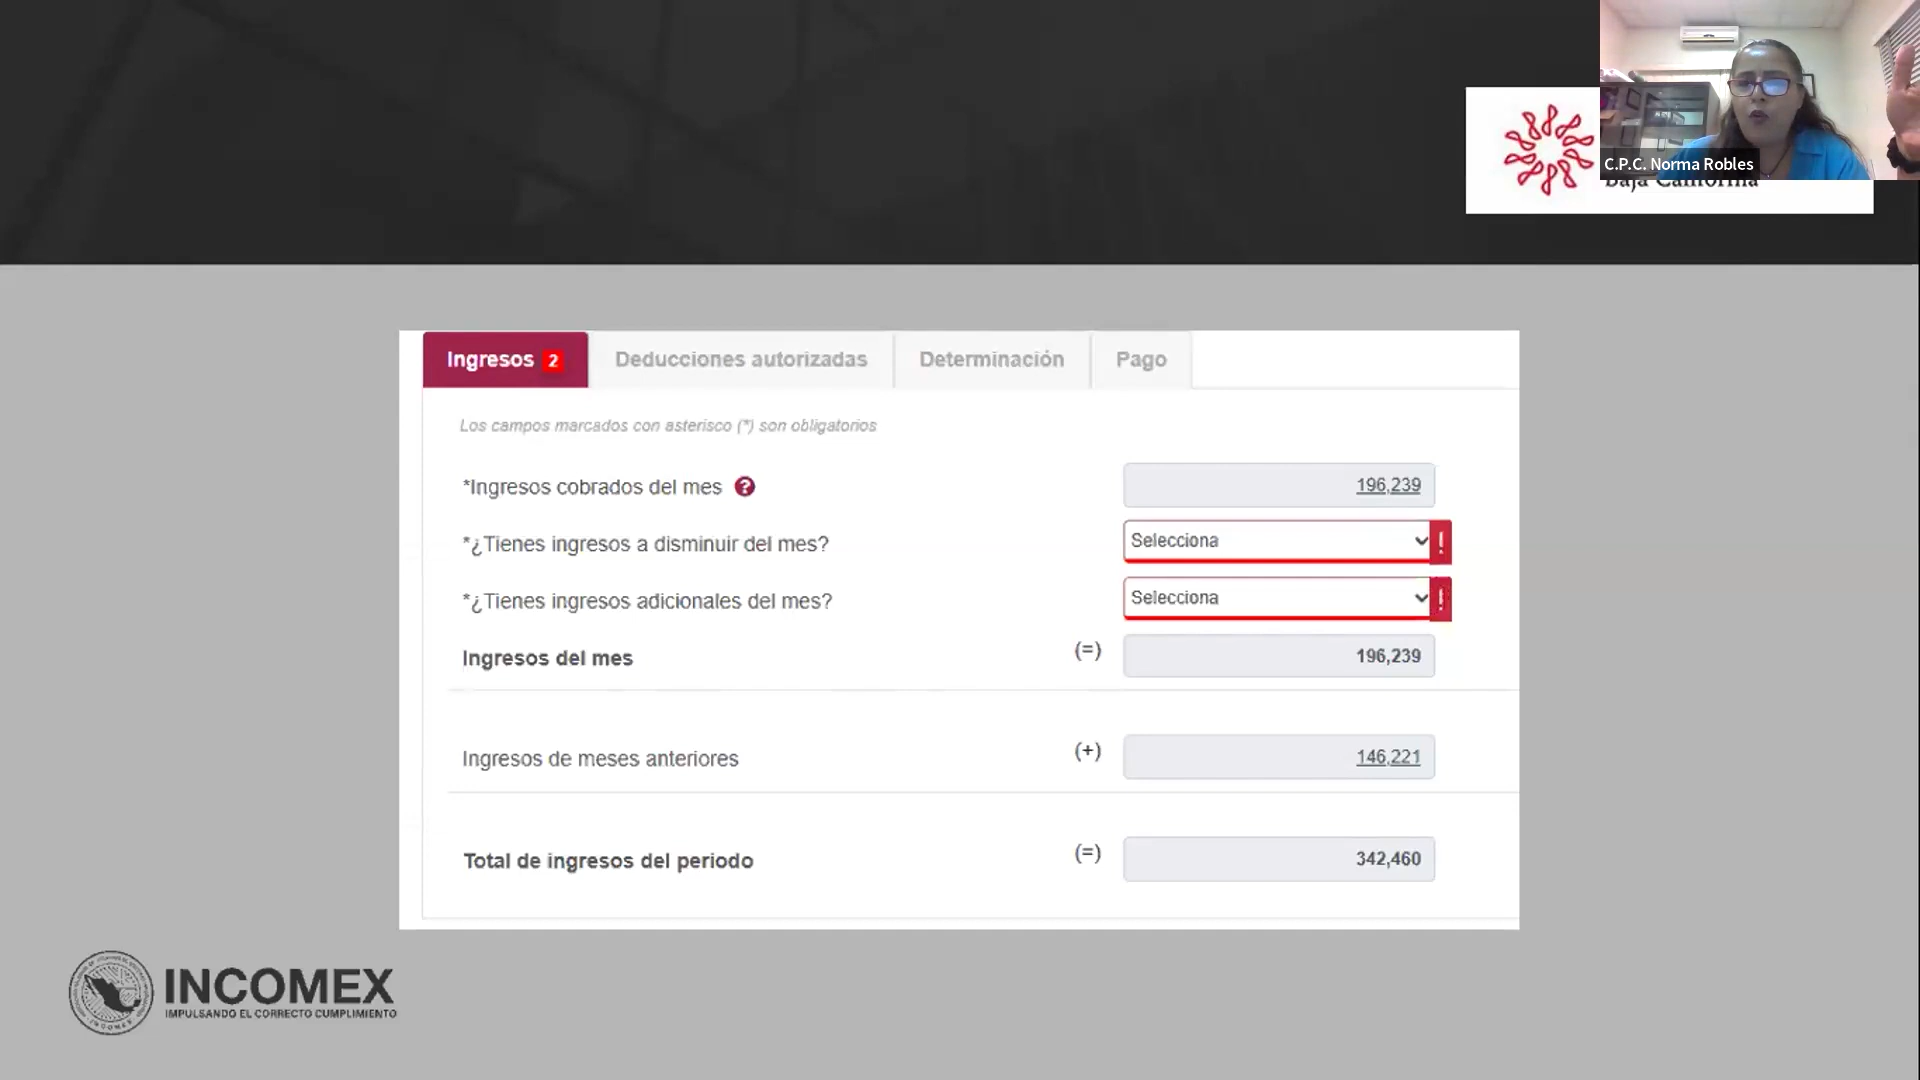 C.P.C. Norma Robles
Baja California
Ingresos 2
Deducciones autorizadas
Determinación
Pago
Los campos marcados con asterisco (*) son obligatorios
*Ingresos cobrados del mes ?
196,239
*¿Tienes ingresos a disminuir del mes?
Selecciona !
*¿Tienes ingresos adicionales del mes?
Selecciona !
Ingresos del mes (=) 196,239
Ingresos de meses anteriores (+) 146,221
Total de ingresos del periodo (=) 342,460
INCOMEX
IMPULSANDO EL CORRECTO CUMPLIMIENTO